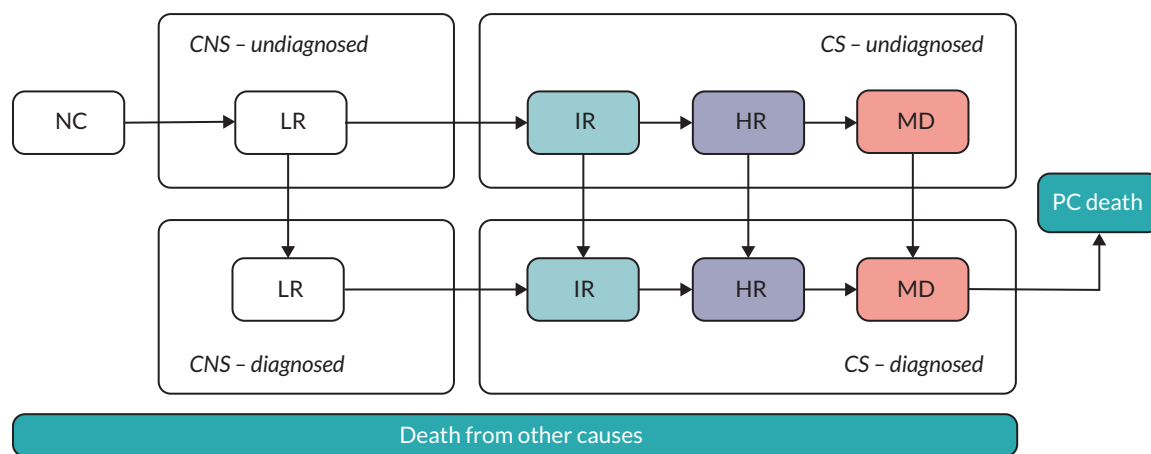 CNS – undiagnosed
CS – undiagnosed
NC
LR
IR
HR
MD
PC death
LR
IR
HR
MD
CNS – diagnosed
CS – diagnosed
Death from other causes